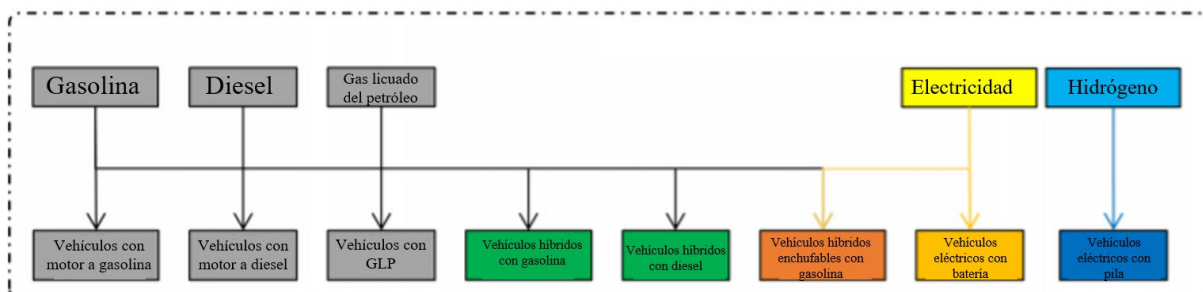 Gasolina
Diesel
Gas licuado
del petróleo
Electricidad
Hidrógeno
Vehículos con
motor a gasolina
Vehículos con
motor a diesel
Vehículos con
GLP
Vehículos híbridos
con gasolina
Vehículos híbridos
con diesel
Vehículos híbridos
enchufables con
gasolina
Vehículos
eléctricos con
batería
Vehículos
eléctricos con
pila